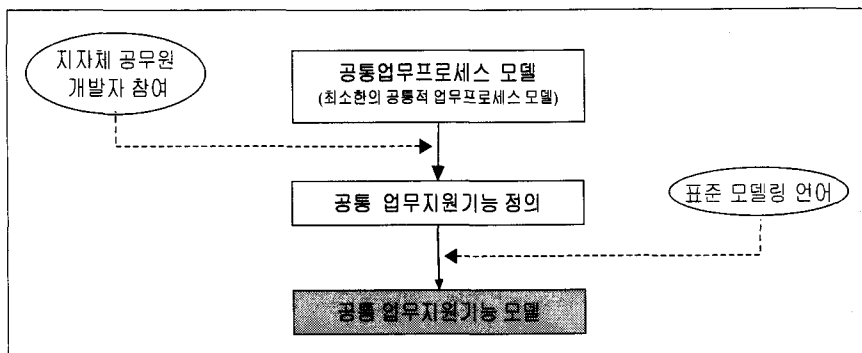 지자체 공무원
개발자 참여
공통업무프로세스 모델
(최소한의 공통적 업무프로세스 모델)
공통 업무지원기능 정의
표준 모델링 언어
공통 업무지원기능 모델